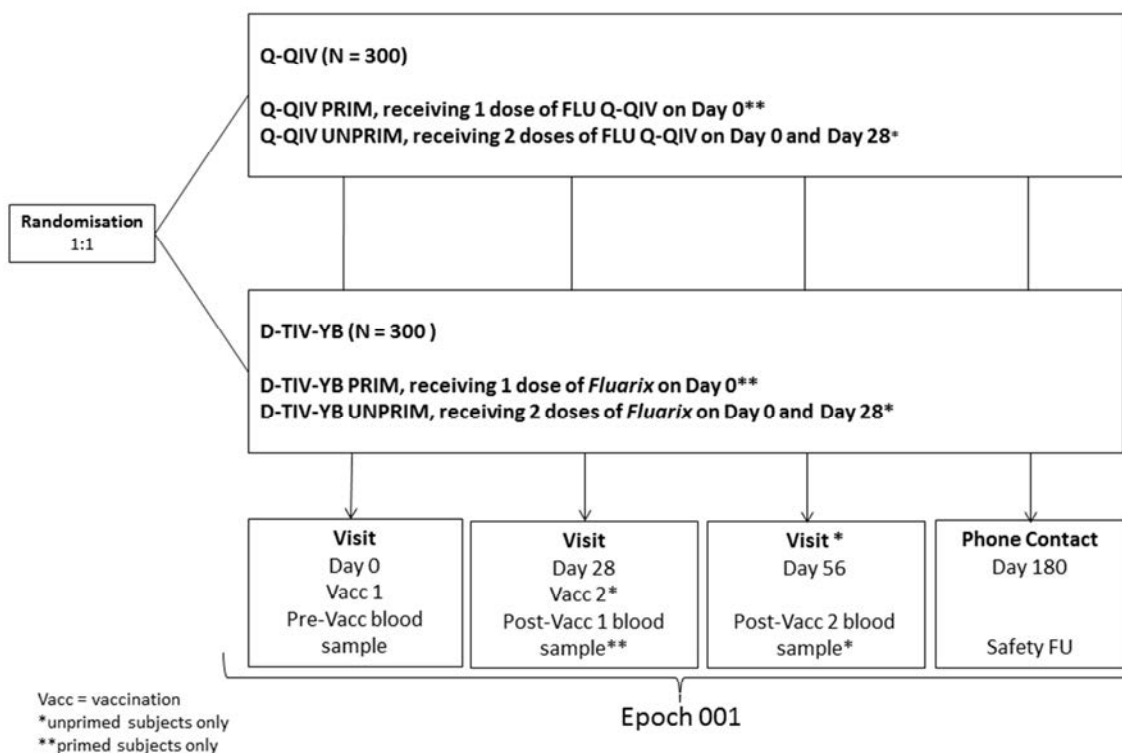 Q-QIV (N = 300)
Q-QIV PRIM, receiving 1 dose of FLU Q-QIV on Day 0**
Q-QIV UNPRIM, receiving 2 doses of FLU Q-QIV on Day 0 and Day 28*
Randomisation
1:1
D-TIV-YB (N = 300 )
D-TIV-YB PRIM, receiving 1 dose of Fluarix on Day 0**
D-TIV-YB UNPRIM, receiving 2 doses of Fluarix on Day 0 and Day 28*
Visit
Day 0
Vacc 1
Pre-Vacc blood
sample
Visit
Day 28
Vacc 2*
Post-Vacc 1 blood
sample**
Visit *
Day 56
Post-Vacc 2 blood
sample*
Phone Contact
Day 180
Safety FU
Epoch 001
Vacc = vaccination
*unprimed subjects only
**primed subjects only